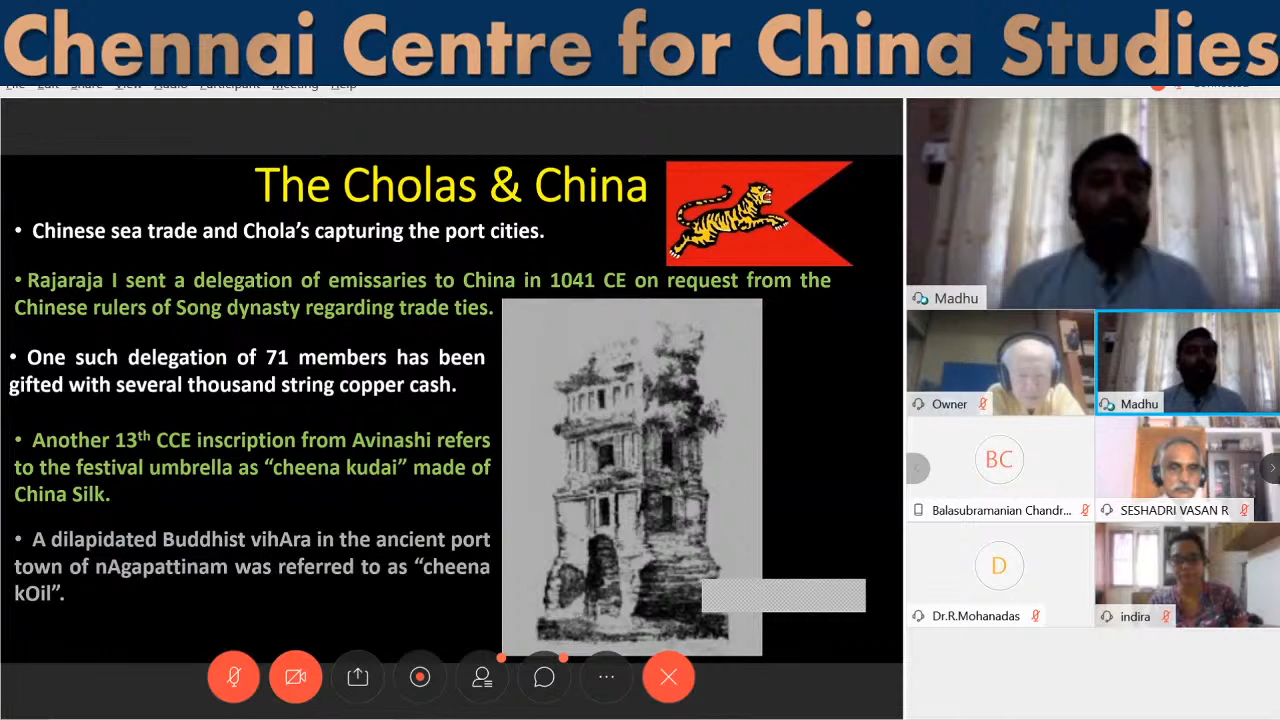 Chennai Centre for China Studies
File Edit Share View Audio Participant Meeting Help
Connected
The Cholas & China
• Chinese sea trade and Chola's capturing the port cities.
• Rajaraja I sent a delegation of emissaries to China in 1041 CE on request from the
Chinese rulers of Song dynasty regarding trade ties.
• One such delegation of 71 members has been
gifted with several thousand string copper cash.
• Another 13th CCE inscription from Avinashi refers
to the festival umbrella as “cheena kudai” made of
China Silk.
• A dilapidated Buddhist vihAra in the ancient port
town of nAgapattinam was referred to as “cheena
kOil”.
Madhu
Owner
Madhu
BC
Balasubramanian Chandr...
SESHADRI VASAN R
D
Dr.R.Mohanadas
indira